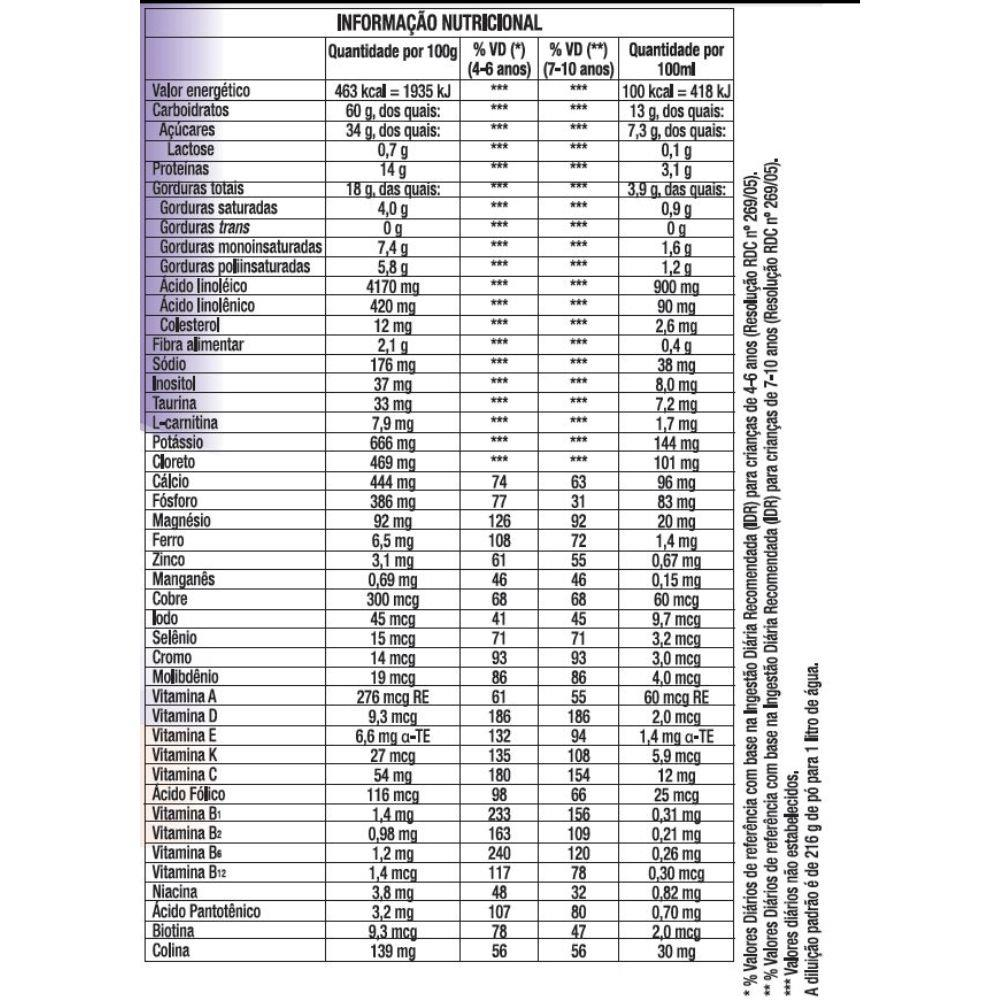 INFORMAÇÃO NUTRICIONAL
Quantidade por 100g % VD (*) (4-6 anos) % VD (**) (7-10 anos) Quantidade por 100ml
Valor energético 463 kcal = 1935 kJ *** *** 100 kcal = 418 kJ
Carboidratos 60 g, dos quais: *** *** 13 g, dos quais:
Açúcares 34 g, dos quais: *** *** 7,3 g, dos quais:
Lactose 0,7 g *** *** 0,1 g
Proteínas 14 g *** *** 3,1 g
Gorduras totais 18 g, das quais: *** *** 3,9 g, das quais:
Gorduras saturadas 4,0 g *** *** 0,9 g
Gorduras trans 0 g *** *** 0 g
Gorduras monoinsaturadas 7,4 g *** *** 1,6 g
Gorduras poliinsaturadas 5,8 g *** *** 1,2 g
Ácido linoléico 4170 mg *** *** 900 mg
Ácido linolênico 420 mg *** *** 90 mg
Colesterol 12 mg *** *** 2,6 mg
Fibra alimentar 2,1 g *** *** 0,4 g
Sódio 176 mg *** *** 38 mg
Inositol 37 mg *** *** 8,0 mg
Taurina 33 mg *** *** 7,2 mg
L-carnitina 7,9 mg *** *** 1,7 mg
Potássio 666 mg *** *** 144 mg
Cloreto 469 mg *** *** 101 mg
Cálcio 444 mg 74 63 96 mg
Fósforo 386 mg 77 31 83 mg
Magnésio 92 mg 126 92 20 mg
Ferro 6,5 mg 108 72 1,4 mg
Zinco 3,1 mg 61 55 0,67 mg
Manganês 0,69 mg 46 46 0,15 mg
Cobre 300 mcg 68 68 60 mcg
Iodo 45 mcg 41 45 9,7 mcg
Selênio 15 mcg 71 71 3,2 mcg
Cromo 14 mcg 93 93 3,0 mcg
Molibdênio 19 mcg 86 86 4,0 mcg
Vitamina A 276 mcg RE 61 55 60 mcg RE
Vitamina D 9,3 mcg 186 186 2,0 mcg
Vitamina E 6,6 mg α-TE 132 94 1,4 mg α-TE
Vitamina K 27 mcg 135 108 5,9 mcg
Vitamina C 54 mg 180 154 12 mg
Ácido Fólico 116 mcg 98 66 25 mcg
Vitamina B1 1,4 mg 233 156 0,31 mg
Vitamina B2 0,98 mg 163 109 0,21 mg
Vitamina B6 1,2 mg 240 120 0,26 mg
Vitamina B12 1,4 mcg 117 78 0,30 mcg
Niacina 3,8 mg 48 32 0,82 mg
Ácido Pantotênico 3,2 mg 107 80 0,70 mg
Biotina 9,3 mcg 78 47 2,0 mcg
Colina 139 mg 56 56 30 mg
* % Valores Diários de referência com base na Ingestão Diária Recomendada (IDR) para crianças de 4-6 anos (Resolução RDC nº 269/05).
** % Valores Diários de referência com base na Ingestão Diária Recomendada (IDR) para crianças de 7-10 anos (Resolução RDC nº 269/05).
*** Valores diários não estabelecidos.
A diluição padrão é de 216 g de pó para 1 litro de água.